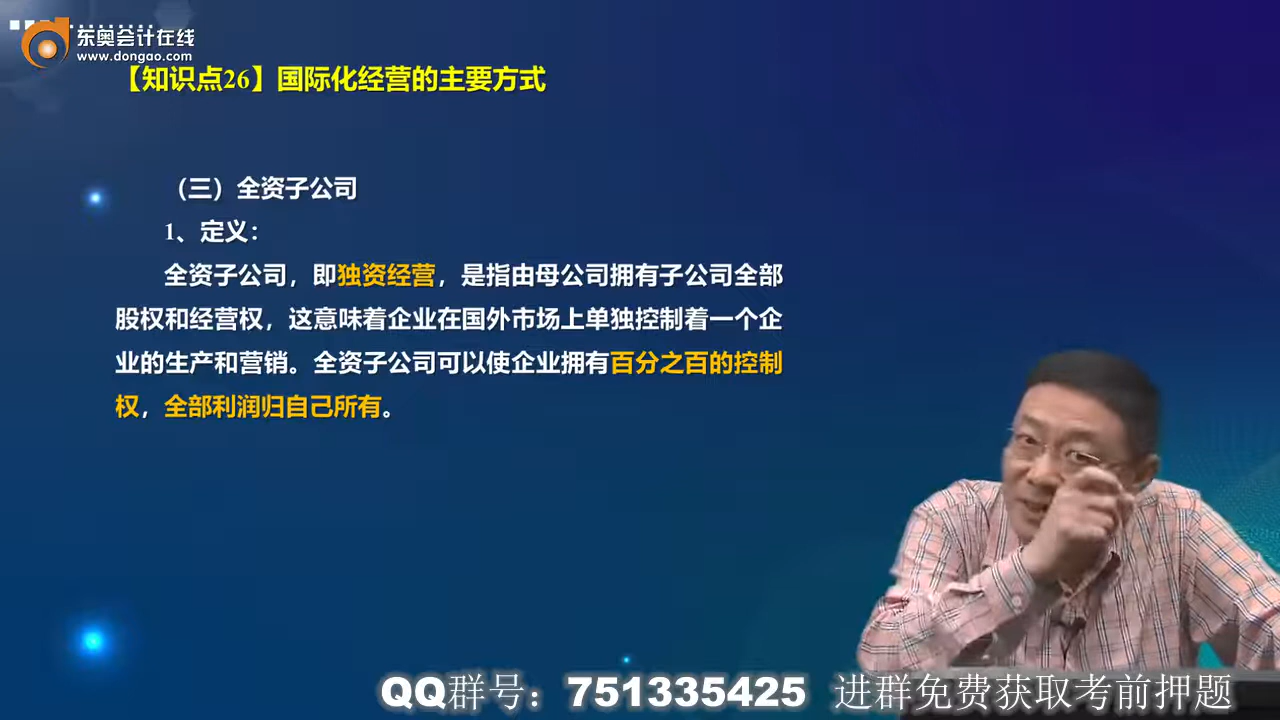 东奥会计在线
www.dongao.com
【知识点26】国际化经营的主要方式
（三）全资子公司
1、定义：
全资子公司，即独资经营，是指由母公司拥有子公司全部
股权和经营权，这意味着企业在国外市场上单独控制着一个企
业的生产和营销。全资子公司可以使企业拥有百分之百的控制
权，全部利润归自己所有。
QQ群号：751335425 进群免费获取考前押题